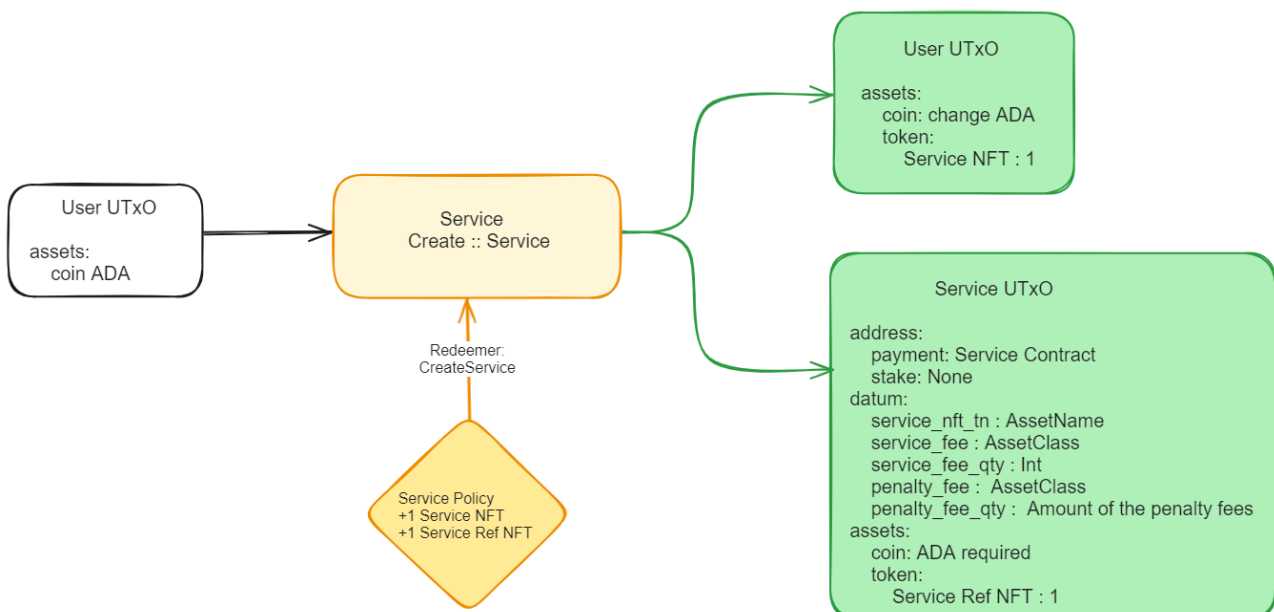 User UTxO
assets:
coin ADA
Service
Create :: Service
Redeemer:
CreateService
Service Policy
+1 Service NFT
+1 Service Ref NFT
User UTxO
assets:
coin: change ADA
token:
Service NFT : 1
Service UTxO
address:
payment: Service Contract
stake: None
datum:
service_nft_tn : AssetName
service_fee : AssetClass
service_fee_qty : Int
penalty_fee :  AssetClass
penalty_fee_qty :  Amount of the penalty fees
assets:
coin: ADA required
token:
Service Ref NFT : 1